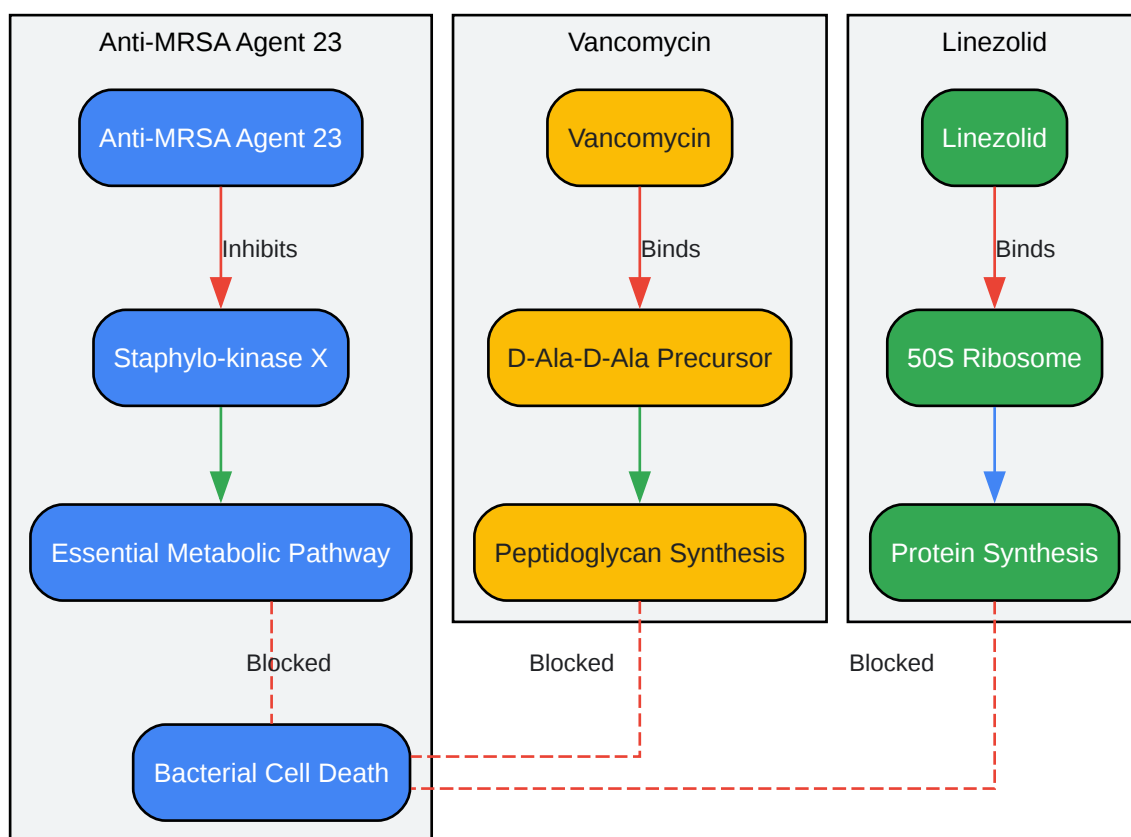 Anti-MRSA Agent 23
Vancomycin
Linezolid
Anti-MRSA Agent 23
Vancomycin
Linezolid
Inhibits
Binds
Binds
Staphylo-kinase X
D-Ala-D-Ala Precursor
50S Ribosome
Essential Metabolic Pathway
Peptidoglycan Synthesis
Protein Synthesis
Blocked
Blocked
Blocked
Bacterial Cell Death